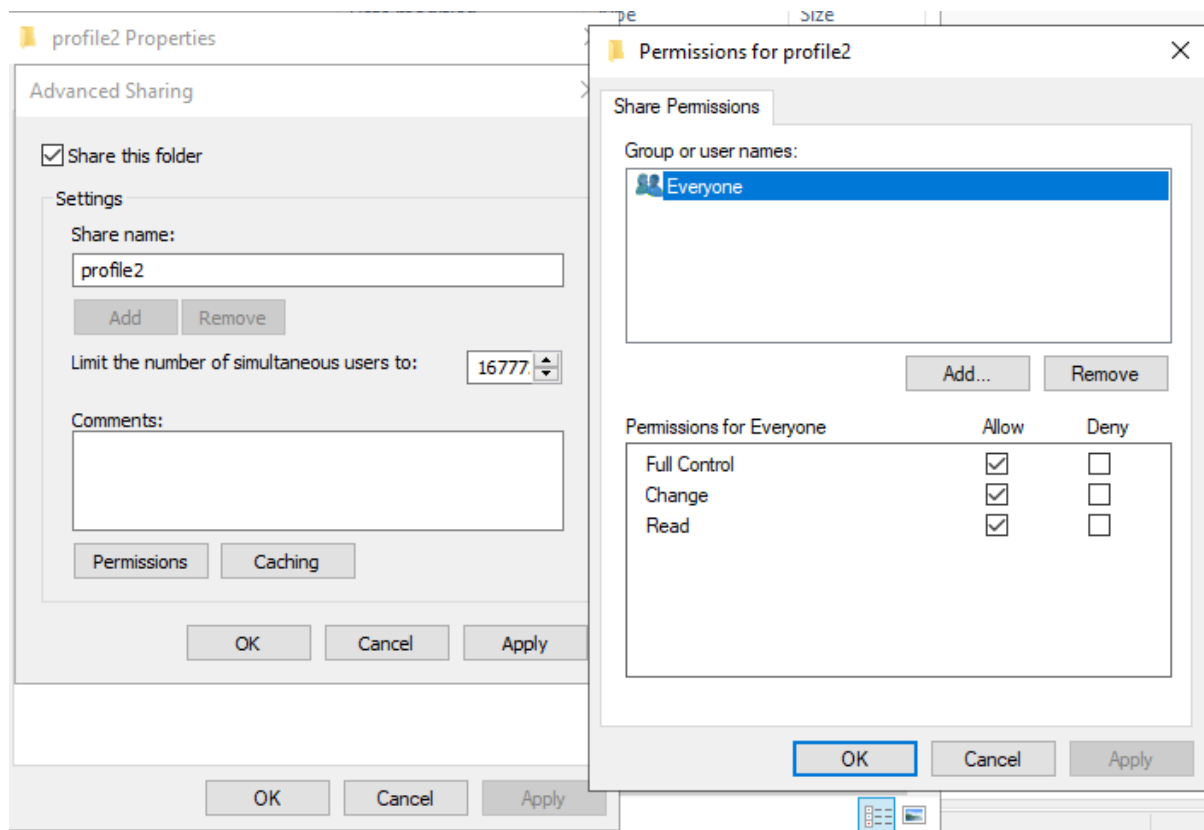 Size
profile2 Properties
Advanced Sharing
Share this folder
Settings
Share name:
profile2
Add Remove
Limit the number of simultaneous users to: 16777
Comments:
Permissions Caching
OK Cancel Apply
OK Cancel Apply
Permissions for profile2
Share Permissions
Group or user names:
Everyone
Add... Remove
Permissions for Everyone Allow Deny
Full Control
Change
Read
OK Cancel Apply